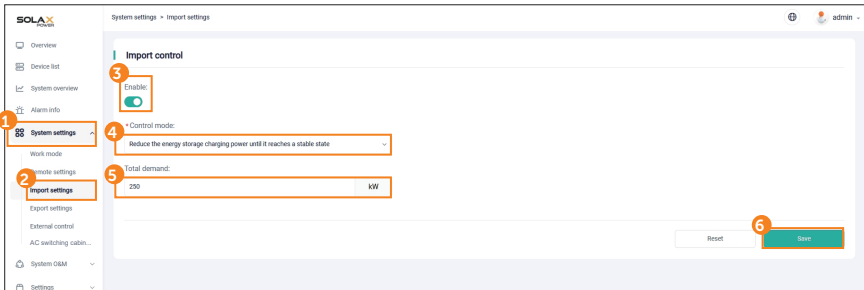 SOLAX
POWER
System settings > Import settings
admin
Overview
Device list
System overview
Alarm info
1
System settings
Work mode
Remote settings
2
Import settings
Export settings
External control
AC switching cabin...
System O&M
Settings
Import control
3
Enable:
* Control mode:
4
Reduce the energy storage charging power until it reaches a stable state
Total demand:
5
250 kW
6
Reset Save